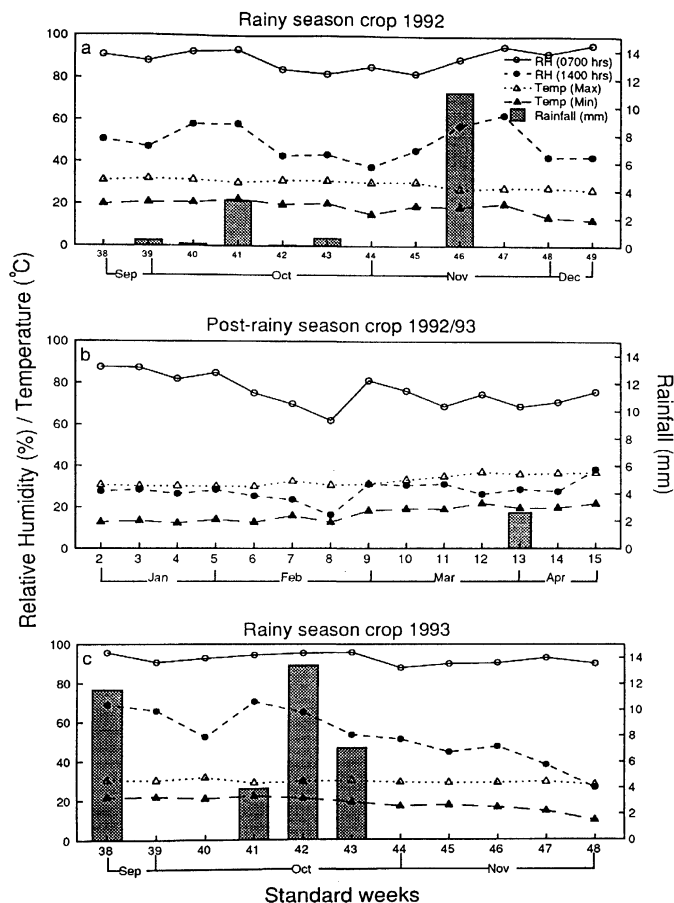 Rainy season crop 1992
a
100
80
60
40
20
0
14
12
10
8
6
4
2
0
RH (0700 hrs)
RH (1400 hrs)
Temp (Max)
Temp (Min)
Rainfall (mm)
38 39 40 41 42 43 44 45 46 47 48 49
Sep Oct Nov Dec
Post-rainy season crop 1992/93
b
100
80
60
40
20
0
14
12
10
8
6
4
2
0
2 3 4 5 6 7 8 9 10 11 12 13 14 15
Jan Feb Mar Apr
Relative Humidity (%) / Temperature (°C)
Rainfall (mm)
Rainy season crop 1993
c
100
80
60
40
20
0
14
12
10
8
6
4
2
0
38 39 40 41 42 43 44 45 46 47 48
Sep Oct Nov
Standard weeks